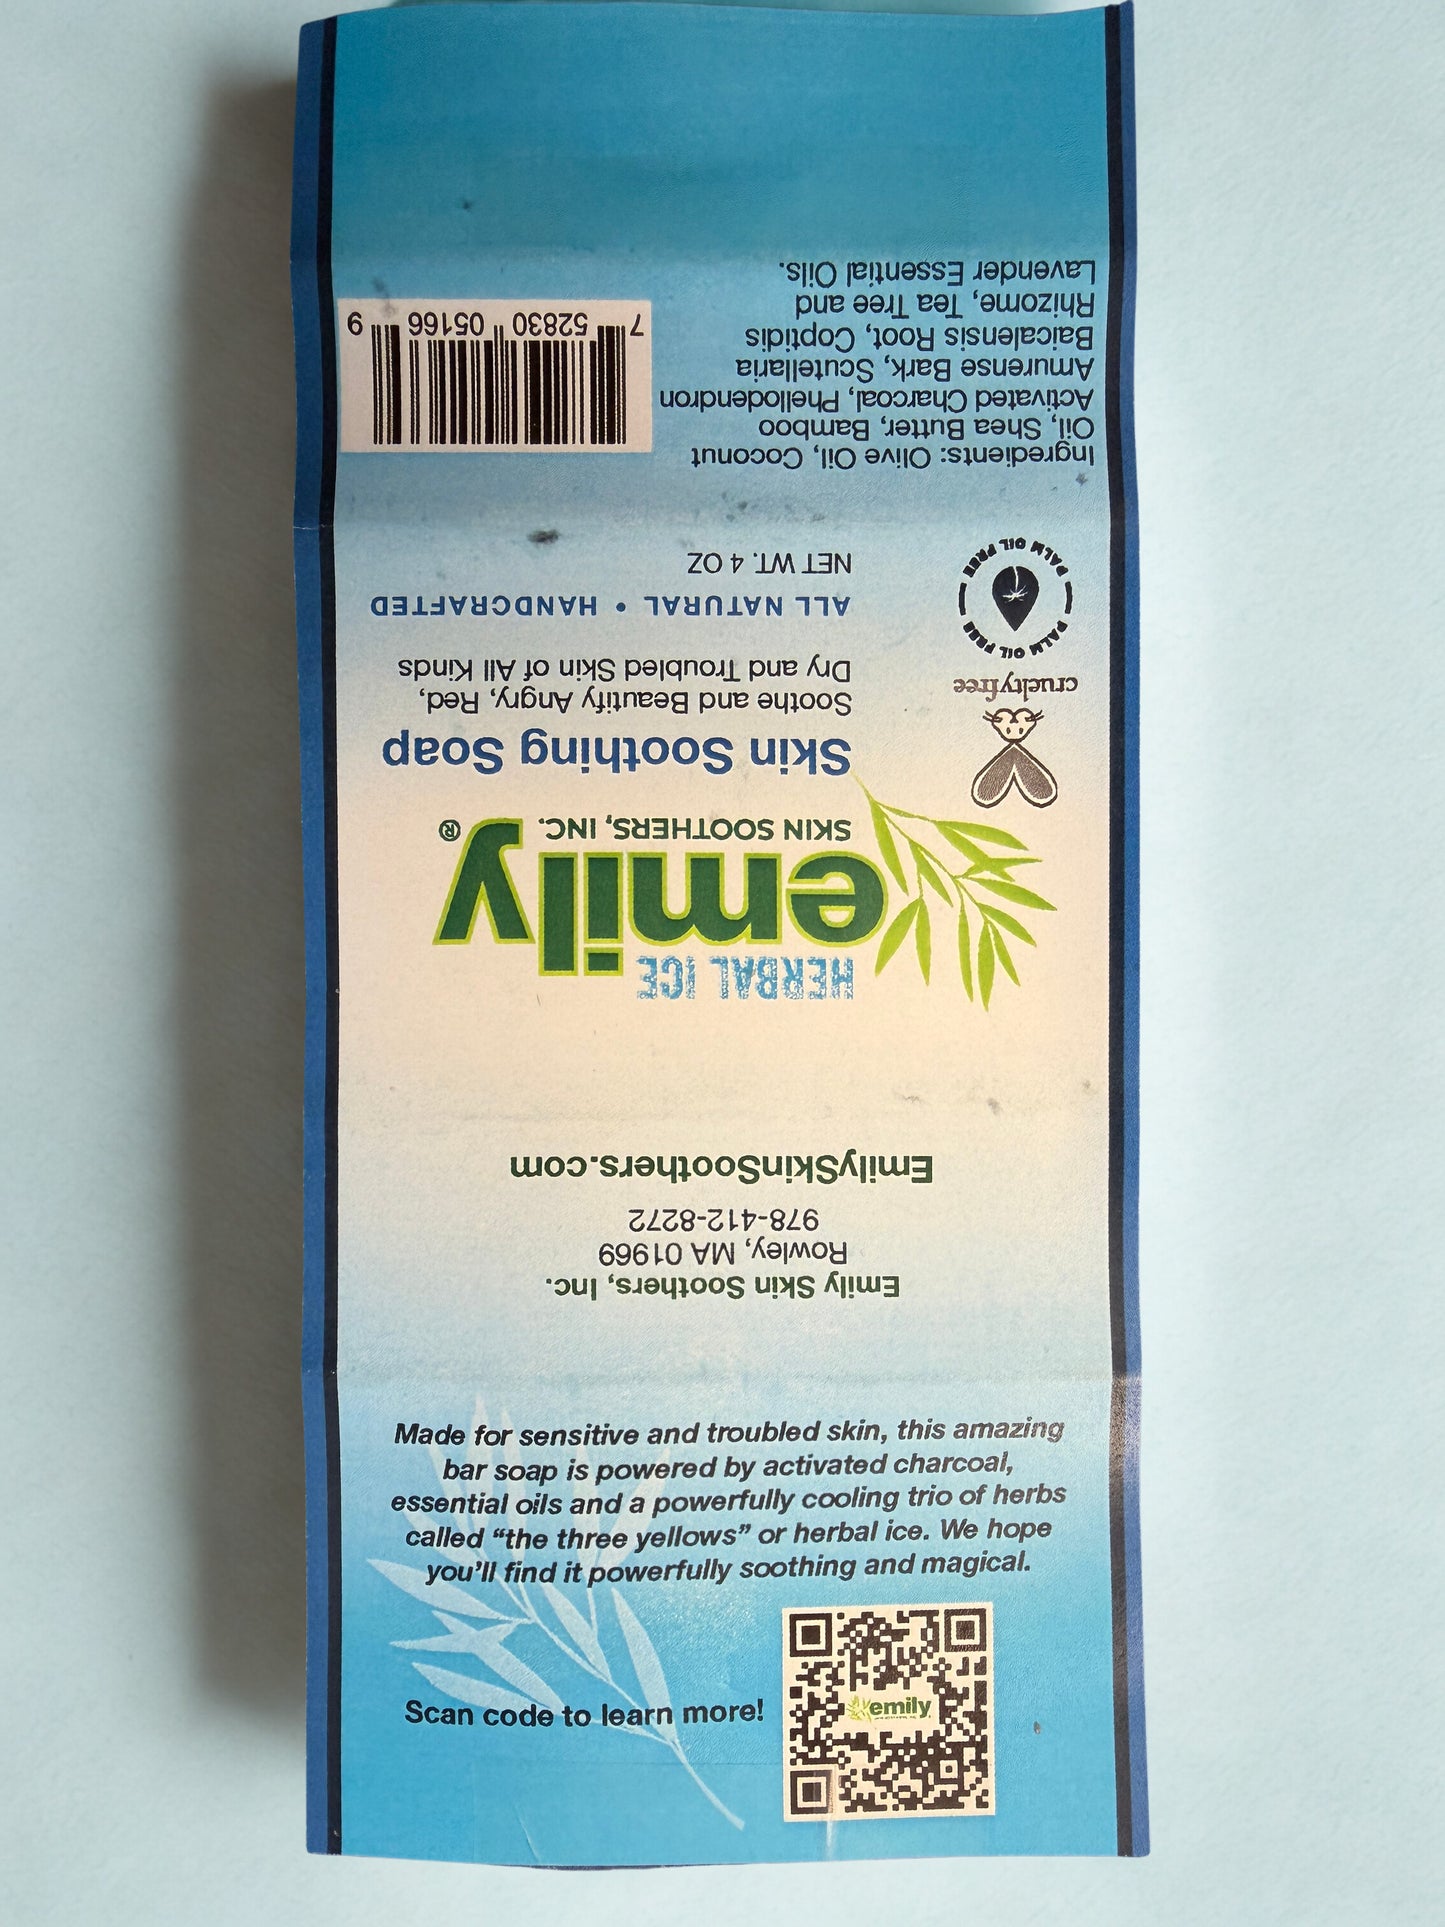 Ingredients: Olive Oil, Coconut
Oil, Shea Butter, Bamboo
Activated Charcoal, Phellodendron
Amurense Bark, Scutellaria
Baicalensis Root, Coptidis
Rhizome, Tea Tree and
Lavender Essential Oils.
7 52830 05166 9
Emily Skin Soothers, Inc.
Rowley, MA 01969
978-412-8272
EmilySkinSoothers.com
HERBAL ICE
emily®
SKIN SOOTHERS, INC.
Skin Soothing Soap
Soothe and Beautify Angry, Red,
Dry and Troubled Skin of All Kinds
ALL NATURAL • HANDCRAFTED
NET WT. 4 OZ
crueltyfree
PALM OIL FREE
PALM OIL FREE
Made for sensitive and troubled skin, this amazing
bar soap is powered by activated charcoal,
essential oils and a powerfully cooling trio of herbs
called “the three yellows” or herbal ice. We hope
you’ll find it powerfully soothing and magical.
Scan code to learn more!
emily